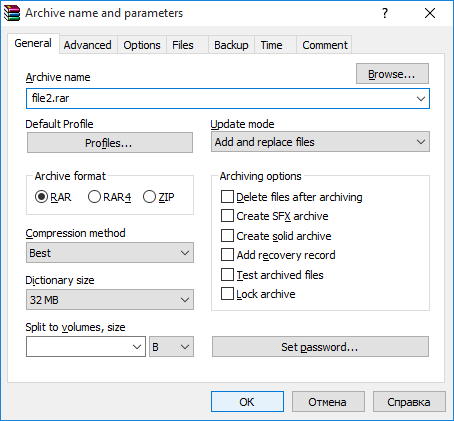 Archive name and parameters ?
General Advanced Options Files Backup Time Comment
Archive name
Browse...
file2.rar
Default Profile
Update mode
Profiles...
Add and replace files
Archive format
Archiving options
RAR RAR4 ZIP
Delete files after archiving
Create SFX archive
Compression method
Create solid archive
Best
Add recovery record
Dictionary size
Test archived files
32 MB
Lock archive
Split to volumes, size
B
Set password...
OK Отмена Справка